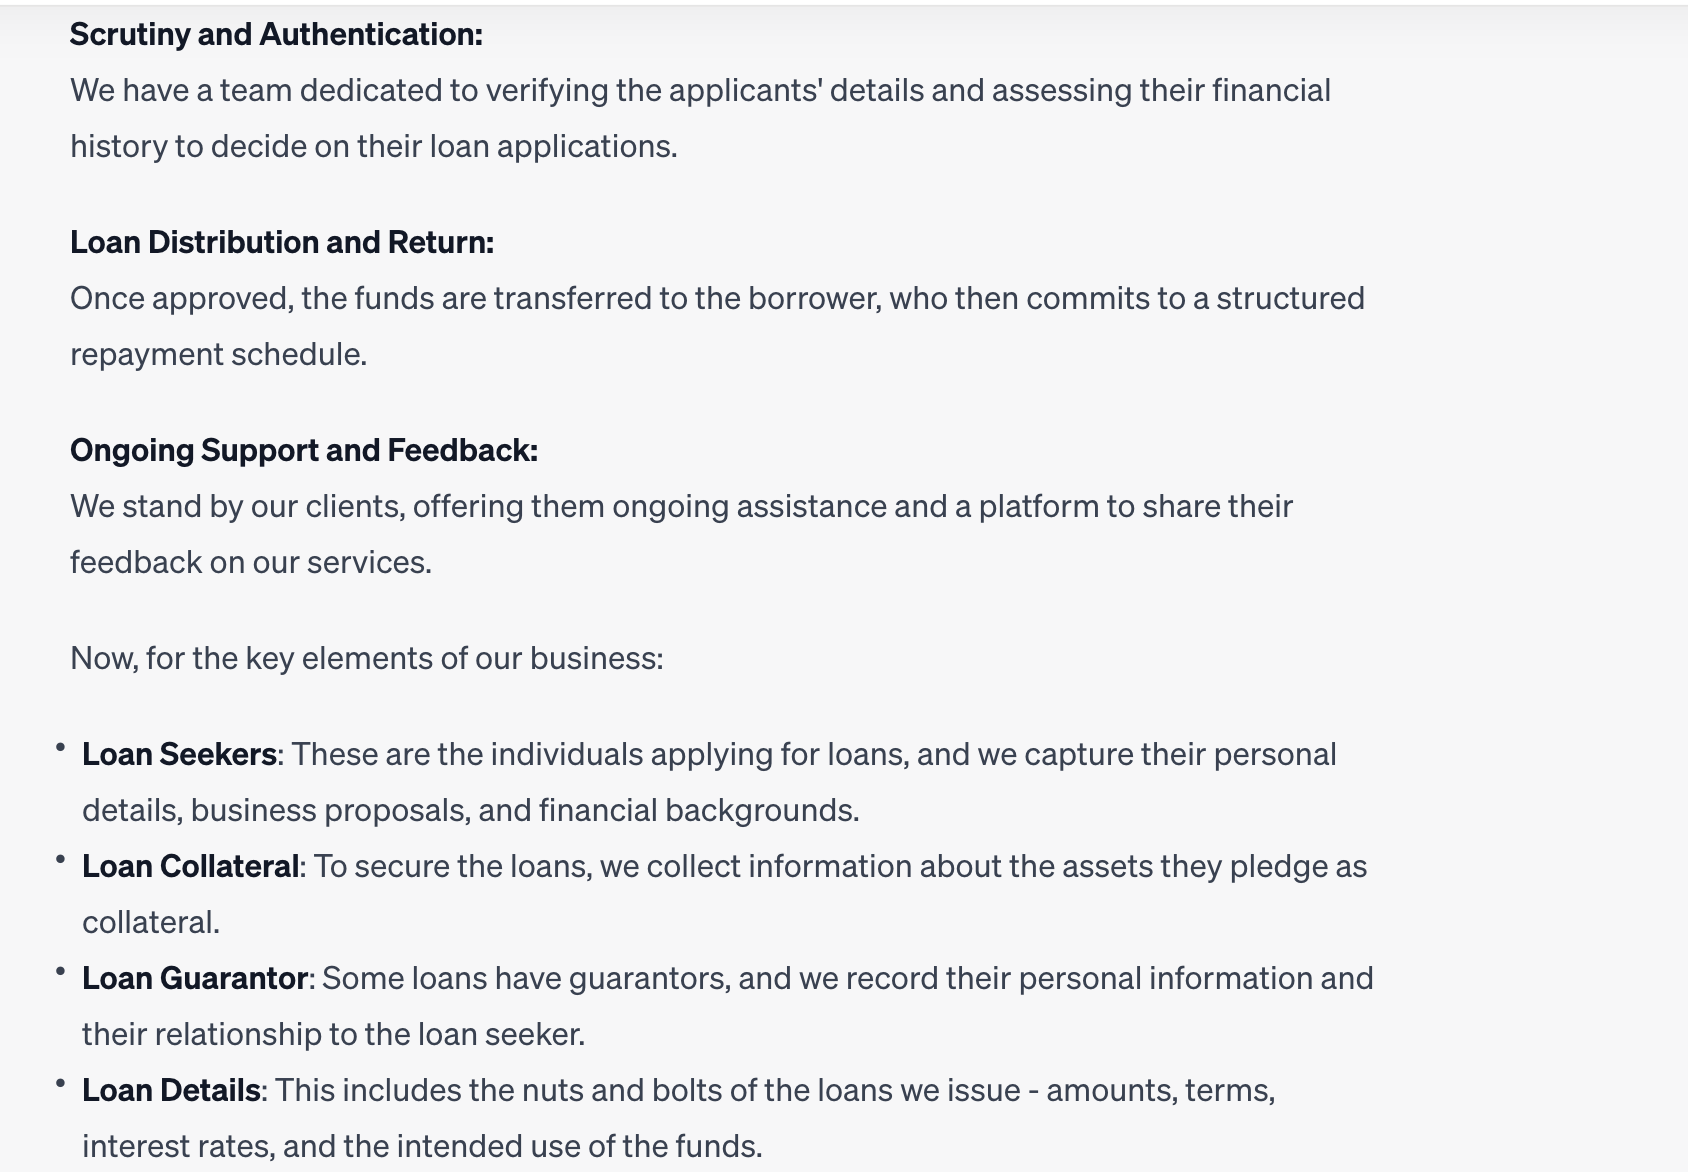 Scrutiny and Authentication:
We have a team dedicated to verifying the applicants' details and assessing their financial
history to decide on their loan applications.
Loan Distribution and Return:
Once approved, the funds are transferred to the borrower, who then commits to a structured
repayment schedule.
Ongoing Support and Feedback:
We stand by our clients, offering them ongoing assistance and a platform to share their
feedback on our services.
Now, for the key elements of our business:
• Loan Seekers: These are the individuals applying for loans, and we capture their personal
details, business proposals, and financial backgrounds.
• Loan Collateral: To secure the loans, we collect information about the assets they pledge as
collateral.
• Loan Guarantor: Some loans have guarantors, and we record their personal information and
their relationship to the loan seeker.
• Loan Details: This includes the nuts and bolts of the loans we issue - amounts, terms,
interest rates, and the intended use of the funds.